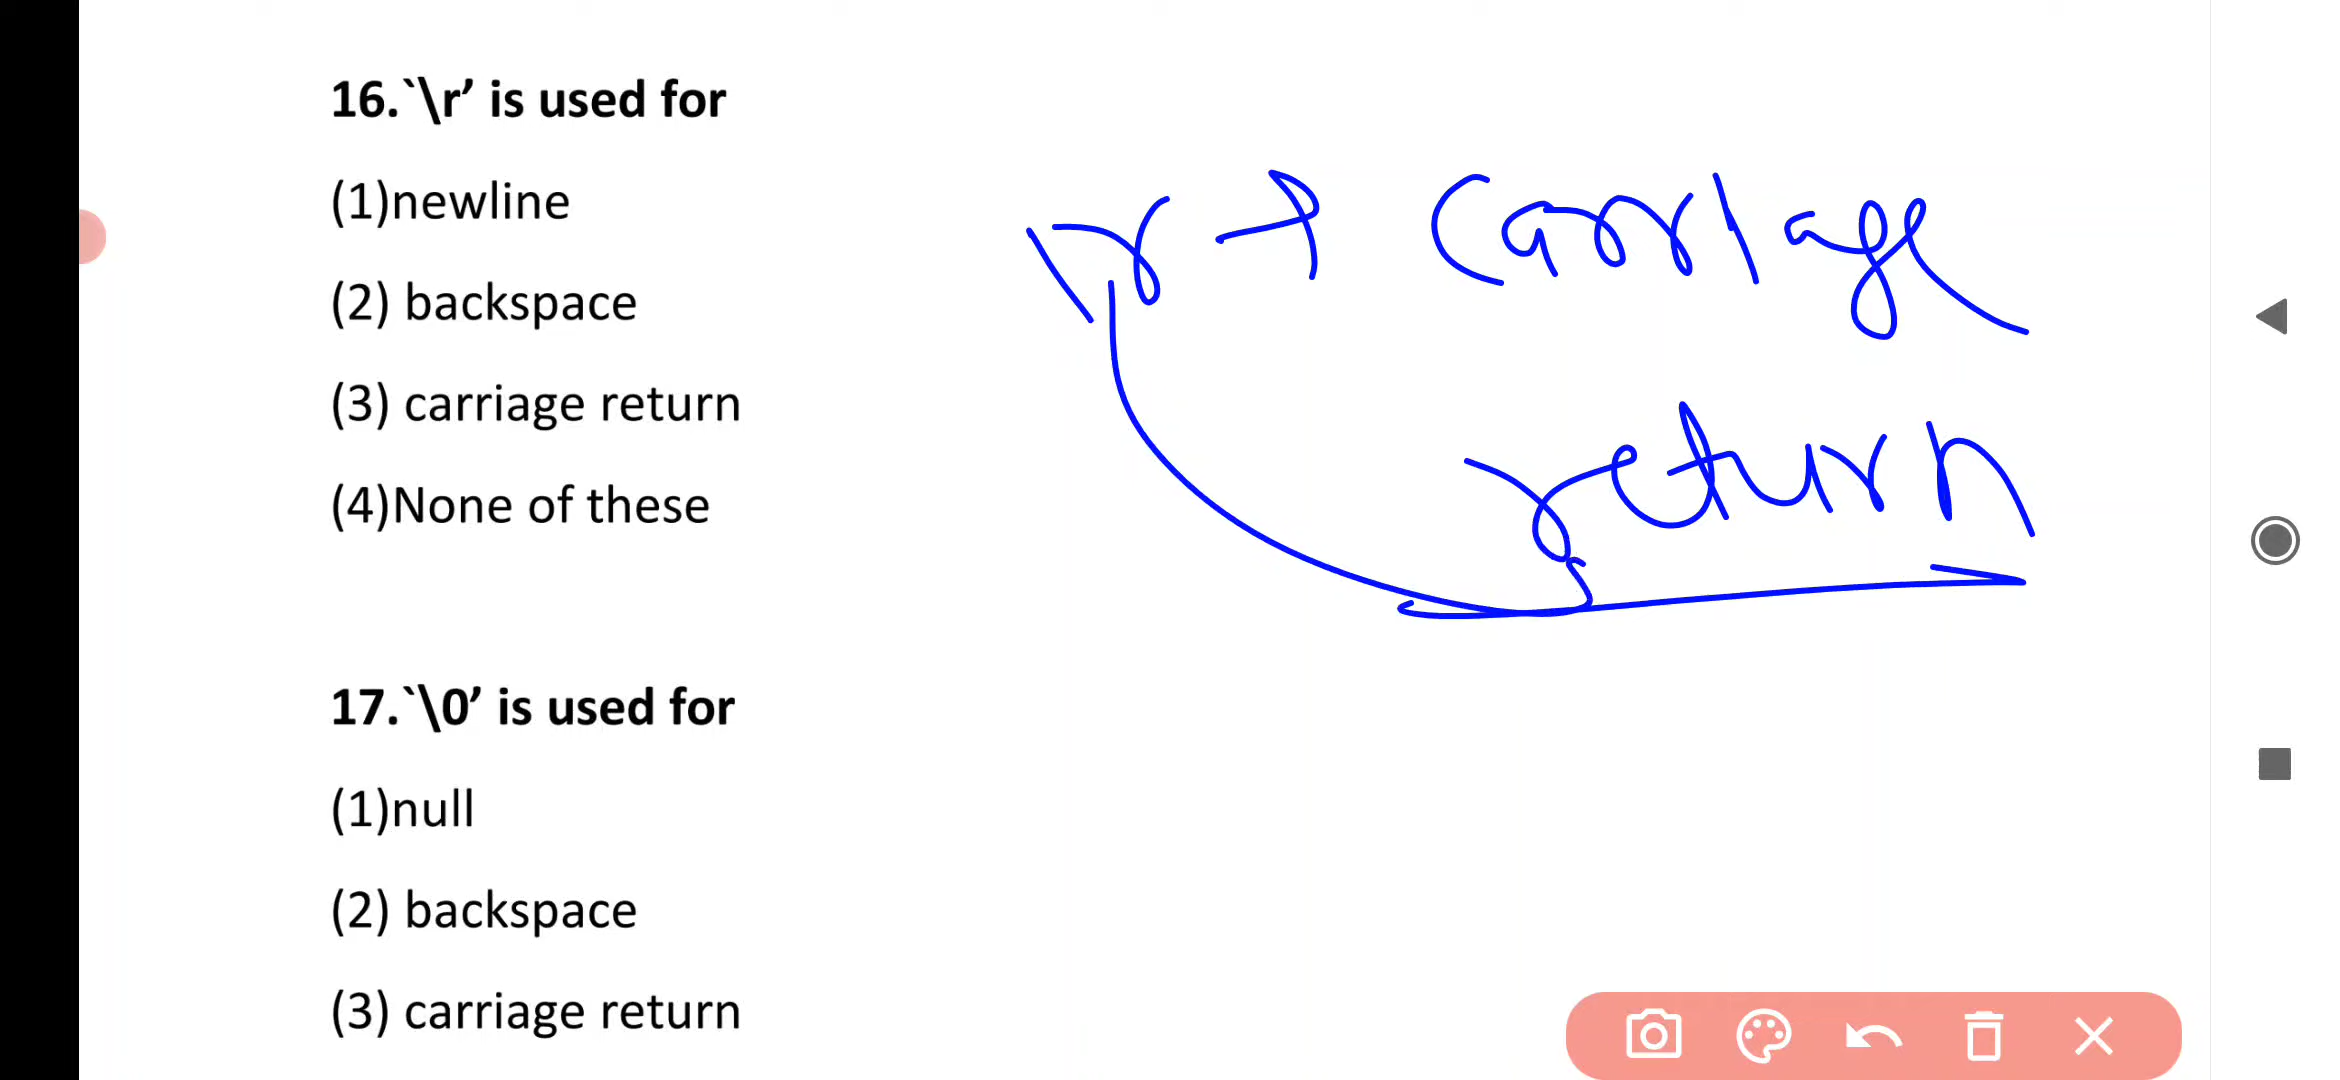 16.`\r’ is used for
(1)newline
(2) backspace
(3) carriage return
(4)None of these
\r → Carriage
return
17.`\0’ is used for
(1)null
(2) backspace
(3) carriage return